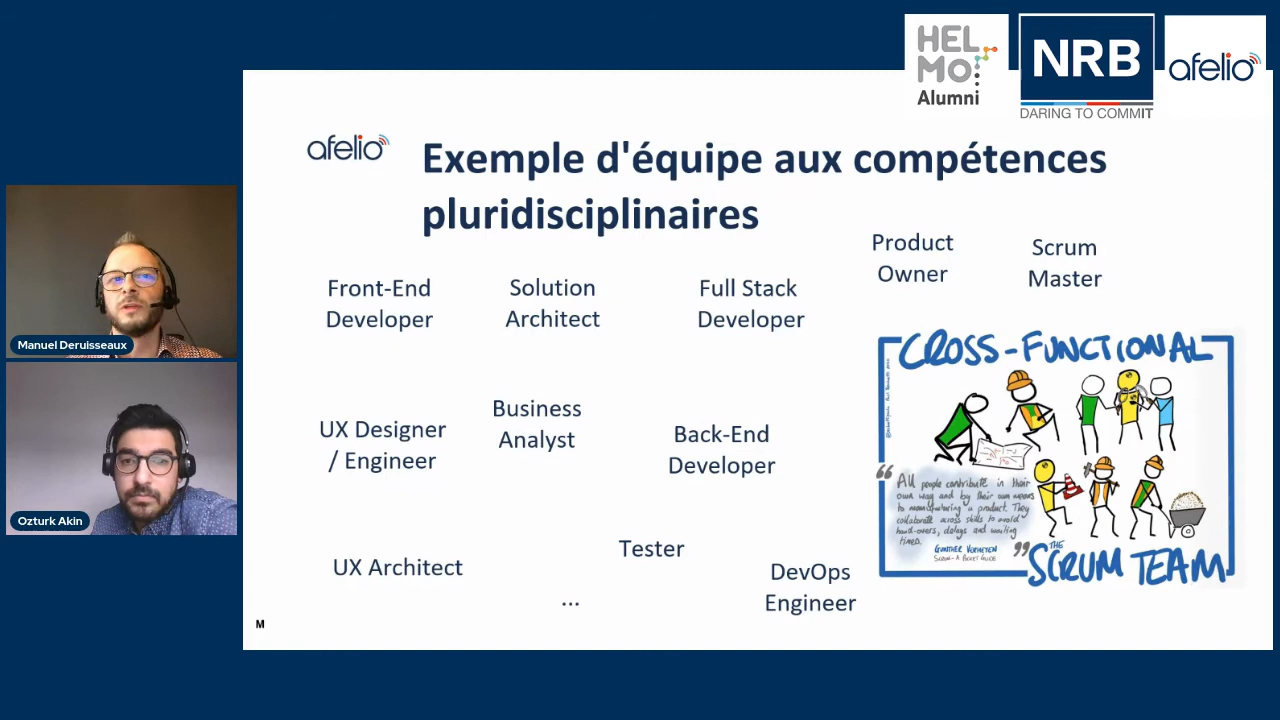 HEL
MO
Alumni
NRB
DARING TO COMMIT
afelio
afelio
Exemple d'équipe aux compétences
pluridisciplinaires
Product
Owner
Scrum
Master
Front-End
Developer
Solution
Architect
Full Stack
Developer
UX Designer
/ Engineer
Business
Analyst
Back-End
Developer
UX Architect
Tester
...
DevOps
Engineer
CROSS-FUNCTIONAL
"All people contribute in their
own way and by their own means
to manufacturing a product. They
collaborate across skills to avoid
hand-overs, delays and waiting
times. "
GUNTHER VERHEYEN
SCRUM - A POCKET GUIDE
THE
SCRUM TEAM
M
Manuel Deruisseaux
Ozturk Akin